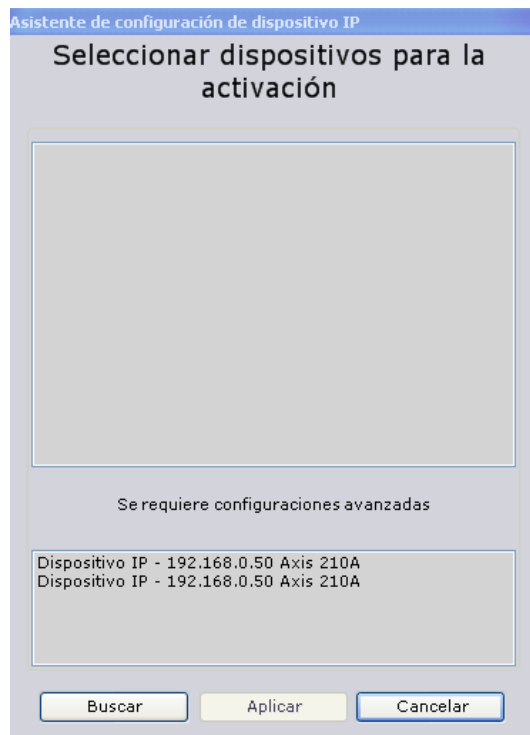 Asistente de configuración de dispositivo IP
Seleccionar dispositivos para la
activación
Se requiere configuraciones avanzadas
Dispositivo IP - 192.168.0.50 Axis 210A
Dispositivo IP - 192.168.0.50 Axis 210A
Buscar
Aplicar
Cancelar